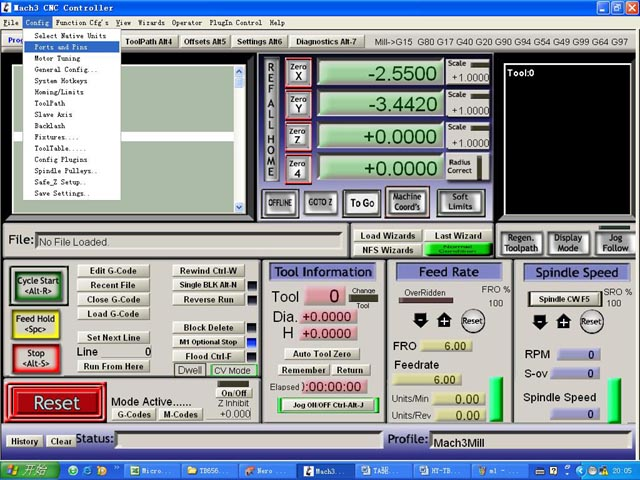 Mach3 CNC Controller
File Config Function Cfg's View Wizards Operator PlugIn Control Help
ToolPath Alt4 Offsets Alt5 Settings Alt6 Diagnostics Alt-7 Mill->G15 G80 G17 G40 G20 G90 G94 G54 G49 G99 G64 G97
Select Native Units
Ports and Pins
Motor Tuning
General Config...
System Hotkeys
Homing/Limits
ToolPath
Slave Axis
Backlash
Fixtures....
ToolTable.....
Config Plugins
Spindle Pulleys..
Safe_Z Setup..
Save Settings..
REF ALL HOME
Zero X -2.5500 Scale +1.0000
Zero Y -3.4420 Scale +1.0000
Zero Z +0.0000 Scale +1.0000
Zero 4 +0.0000 Radius Correct
OFFLINE GOTO Z To Go Machine Coord's Soft Limits
Tool:0
File: No File Loaded.
Load Wizards Last Wizard
NFS Wizards Normal Condition
Regen. Toolpath Display Mode Jog Follow
Cycle Start <Alt-R>
Feed Hold <Spc>
Stop <Alt-S>
Edit G-Code
Recent File
Close G-Code
Load G-Code
Set Next Line
Line 0
Run From Here
Rewind Ctrl-W
Single BLK Alt-N
Reverse Run
Block Delete
M1 Optional Stop
Flood Ctrl-F
Dwell CV Mode
Tool Information
Tool 0 Change Tool
Dia. +0.0000
H +0.0000
Auto Tool Zero
Remember Return
Elapsed
Jog ON/OFF Ctrl-Alt-J
Feed Rate
OverRidden FRO % 100
Reset
FRO 6.00
Feedrate
6.00
Units/Min 0.00
Units/Rev 0.00
Spindle Speed
Spindle CW F5 SRO % 100
Reset
RPM 0
S-ov 0
Spindle Speed 0
Reset
Mode Active......
G-Codes M-Codes
On/Off
Z Inhibit
+0.000
History Clear Status: Profile: Mach3Mill
开始 Micros... TB656... Nero ... Mach3... HY-TB... m1 - ... 20:05